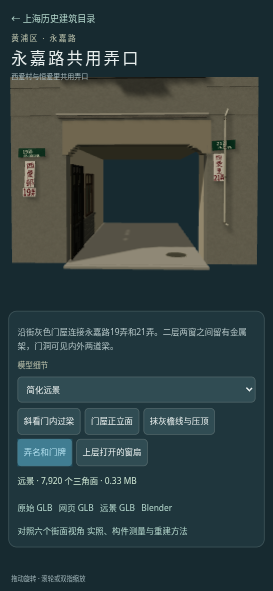 ← 上海历史建筑目录
黄浦区 · 永嘉路
永嘉路共用弄口
西爱村与恒爱里共用弄口
西爱邨
19弄
沿街灰色门屋连接永嘉路19弄和21弄。二层两窗之间留有金属
架，门洞可见内外两道梁。
模型细节
简化远景
斜看门内过梁
门屋正立面
抹灰檐线与压顶
弄名和门牌
上层打开的窗扇
远景 · 7,920 个三角面 · 0.33 MB
原始 GLB 网页 GLB 远景 GLB Blender
对照六个街面视角 实照、构件测量与重建方法
拖动旋转 · 滚轮或双指缩放